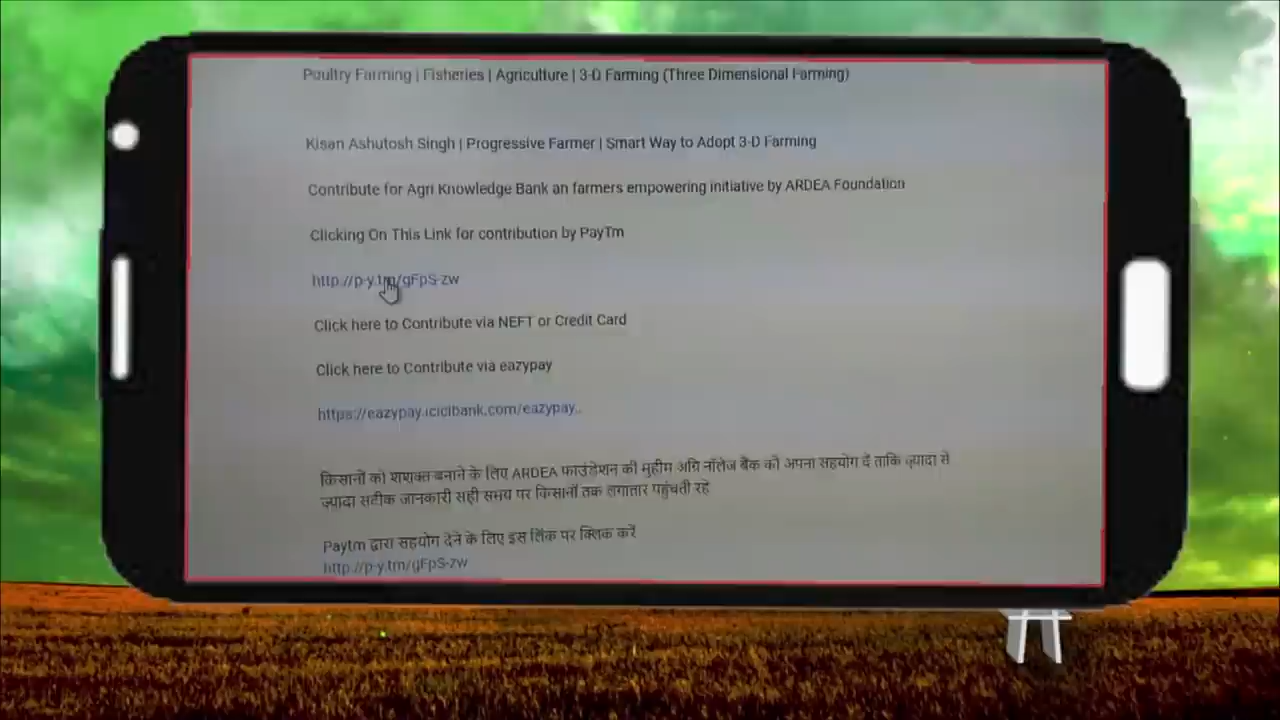 Poultry Farming | Fisheries | Agriculture | 3-D Farming (Three Dimensional Farming)
Kisan Ashutosh Singh | Progressive Farmer | Smart Way to Adopt 3-D Farming
Contribute for Agri Knowledge Bank an farmers empowering initiative by ARDEA Foundation
Clicking On This Link for contribution by PayTm
http://p-y.tm/gFpS-zw
Click here to Contribute via NEFT or Credit Card
Click here to Contribute via eazypay
https://eazypay.icicibank.com/eazypay..
किसानों को शशक्त बनाने के लिए ARDEA फाउंडेशन की मुहीम अग्रि नॉलेज बैंक को अपना सहयोग दें ताकि ज़्यादा से
ज़्यादा सटीक जानकारी सही समय पर किसानों तक लगातार पहुंचती रहे
Paytm द्वारा सहयोग देने के लिए इस लिंक पर क्लिक करें
http://p-y.tm/gFpS-zw